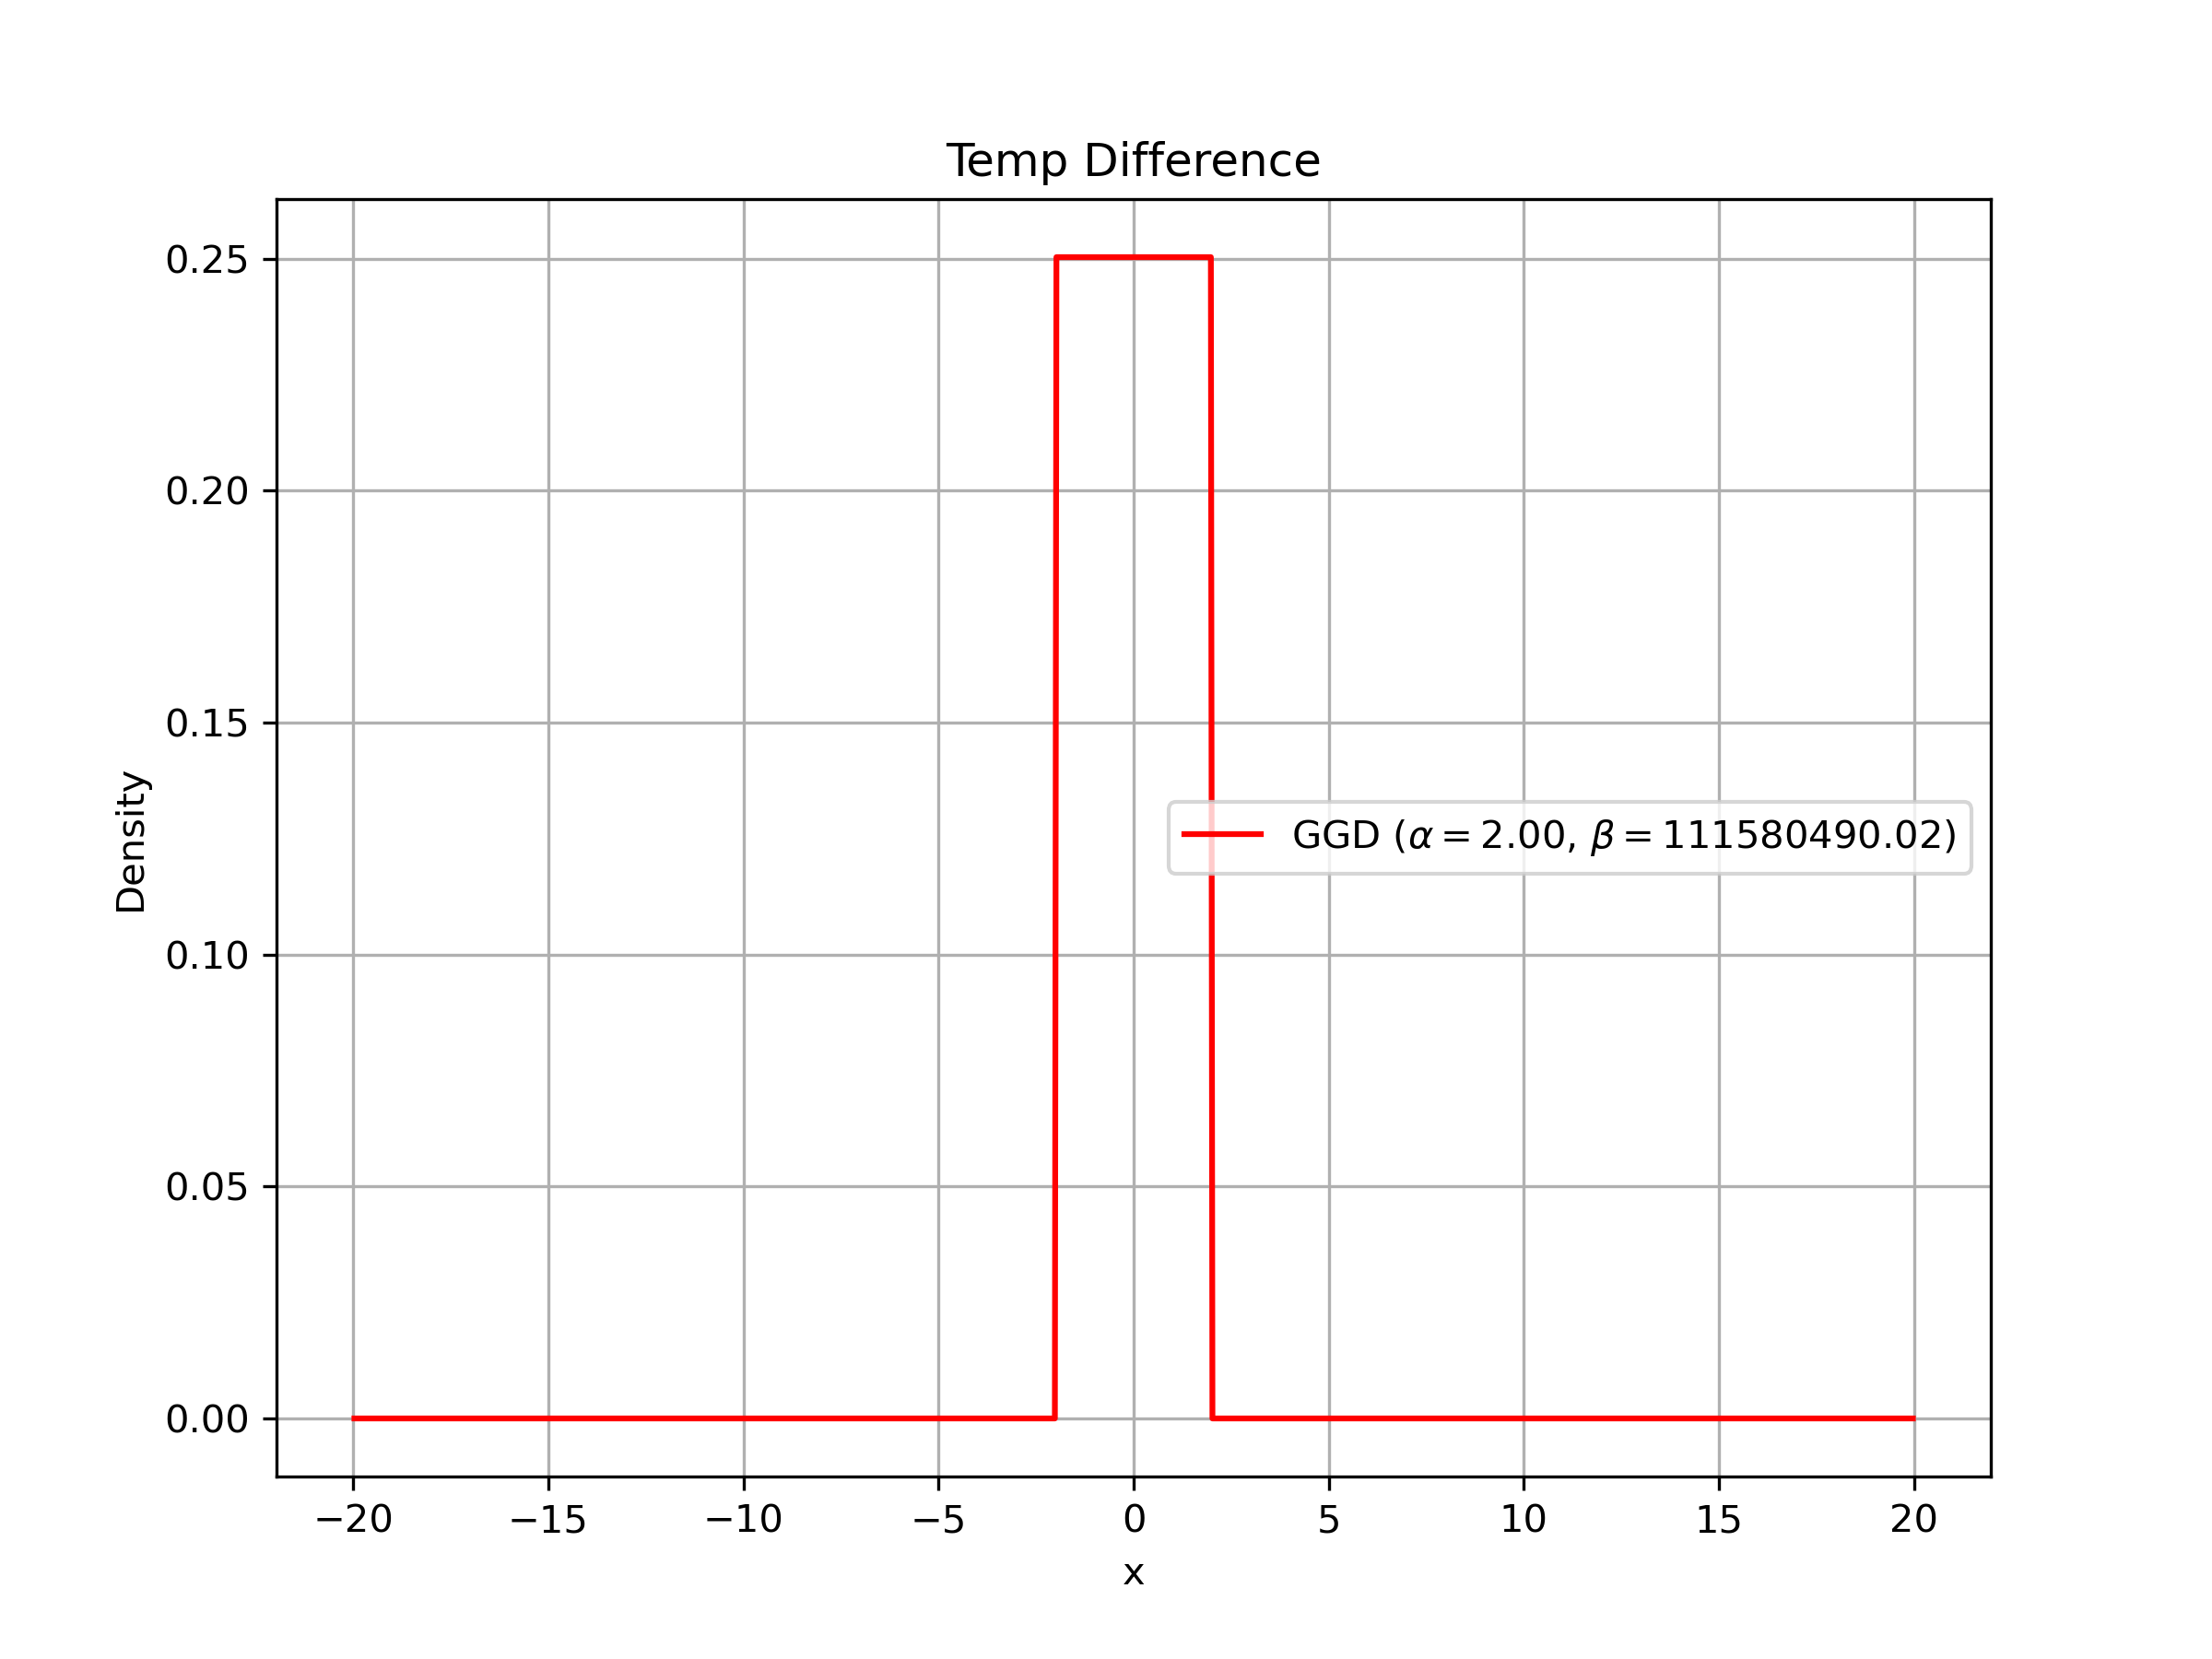 Temp Difference
0.25
0.20
0.15
0.10
0.05
0.00
Density
GGD (α = 2.00, β = 111580490.02)
−20 −15 −10 −5 0 5 10 15 20
x